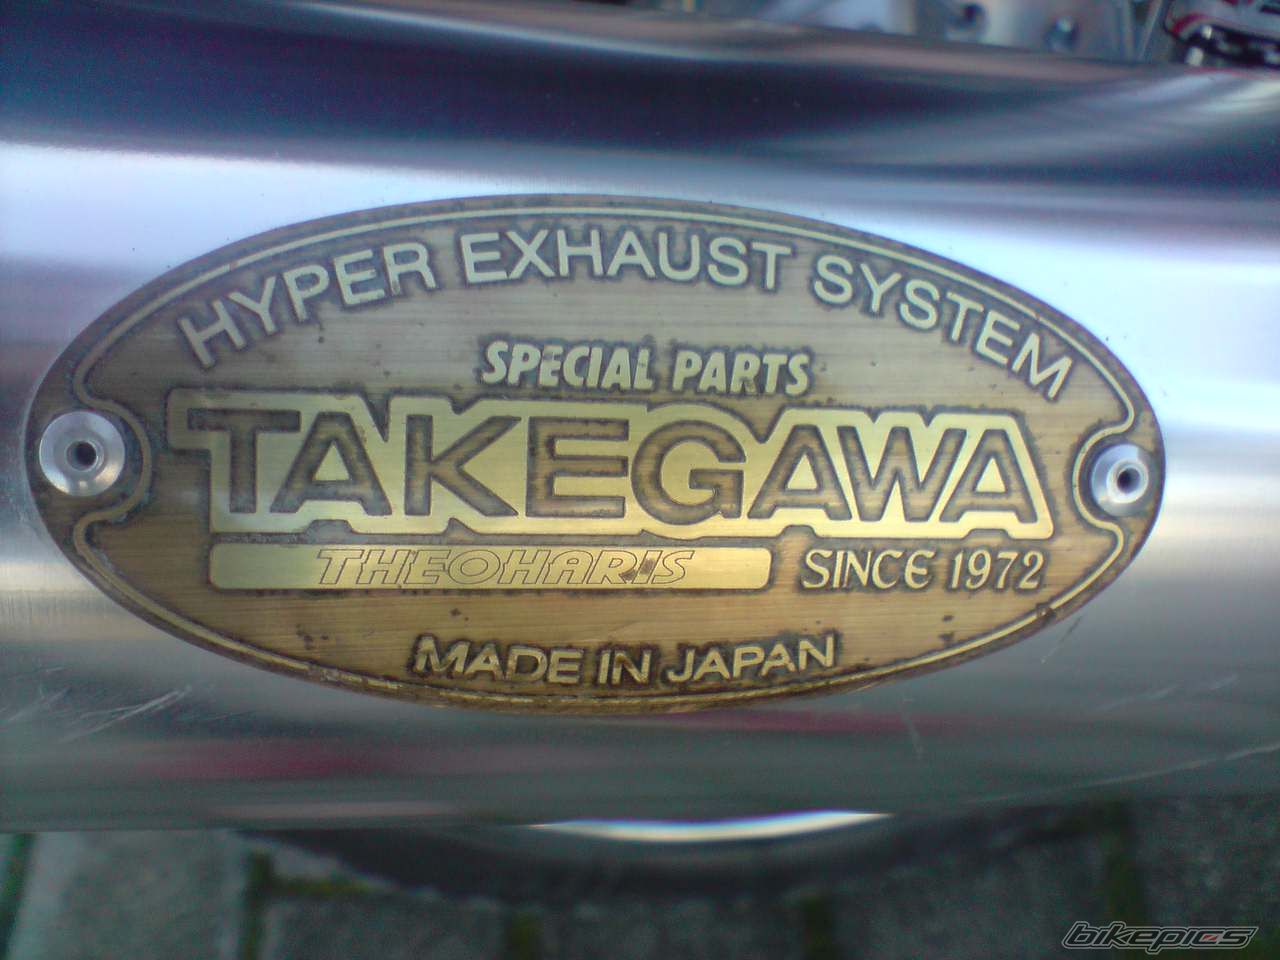 HYPER EXHAUST SYSTEM
SPECIAL PARTS
TAKEGAWA
THEOHARIS
SINCE 1972
MADE IN JAPAN
bikepics